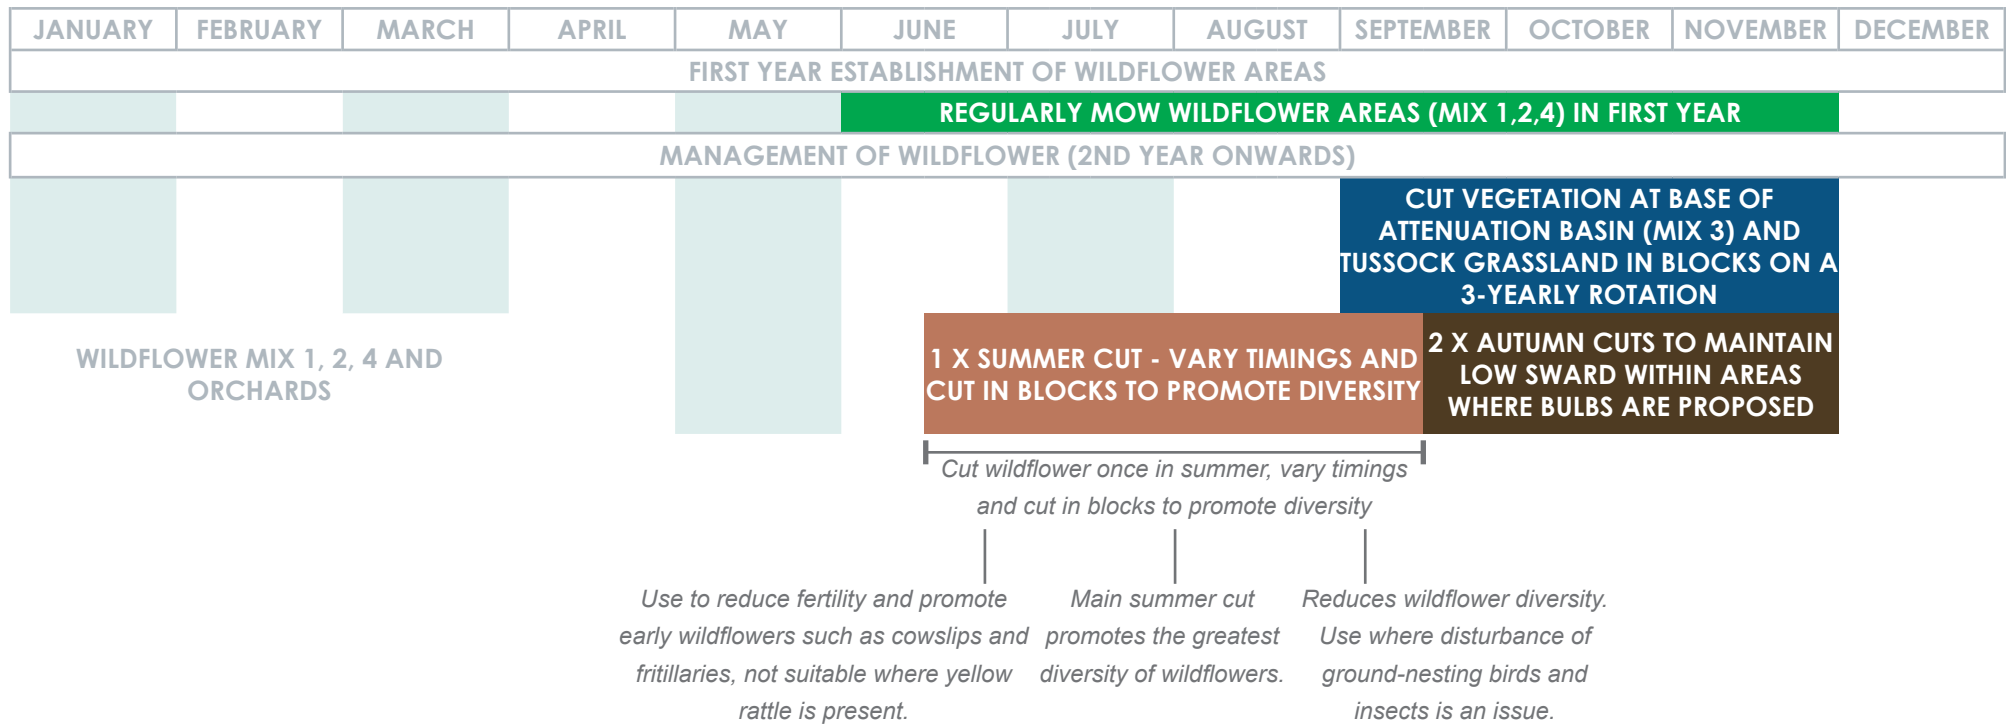 JANUARY FEBRUARY MARCH APRIL MAY JUNE JULY AUGUST SEPTEMBER OCTOBER NOVEMBER DECEMBER
FIRST YEAR ESTABLISHMENT OF WILDFLOWER AREAS
REGULARLY MOW WILDFLOWER AREAS (MIX 1,2,4) IN FIRST YEAR
MANAGEMENT OF WILDFLOWER (2ND YEAR ONWARDS)
CUT VEGETATION AT BASE OF
ATTENUATION BASIN (MIX 3) AND
TUSSOCK GRASSLAND IN BLOCKS ON A
3-YEARLY ROTATION
WILDFLOWER MIX 1, 2, 4 AND
ORCHARDS
1 X SUMMER CUT - VARY TIMINGS AND
CUT IN BLOCKS TO PROMOTE DIVERSITY
2 X AUTUMN CUTS TO MAINTAIN
LOW SWARD WITHIN AREAS
WHERE BULBS ARE PROPOSED
Cut wildflower once in summer, vary timings
and cut in blocks to promote diversity
Use to reduce fertility and promote
early wildflowers such as cowslips and
fritillaries, not suitable where yellow
rattle is present.
Main summer cut
promotes the greatest
diversity of wildflowers.
Reduces wildflower diversity.
Use where disturbance of
ground-nesting birds and
insects is an issue.